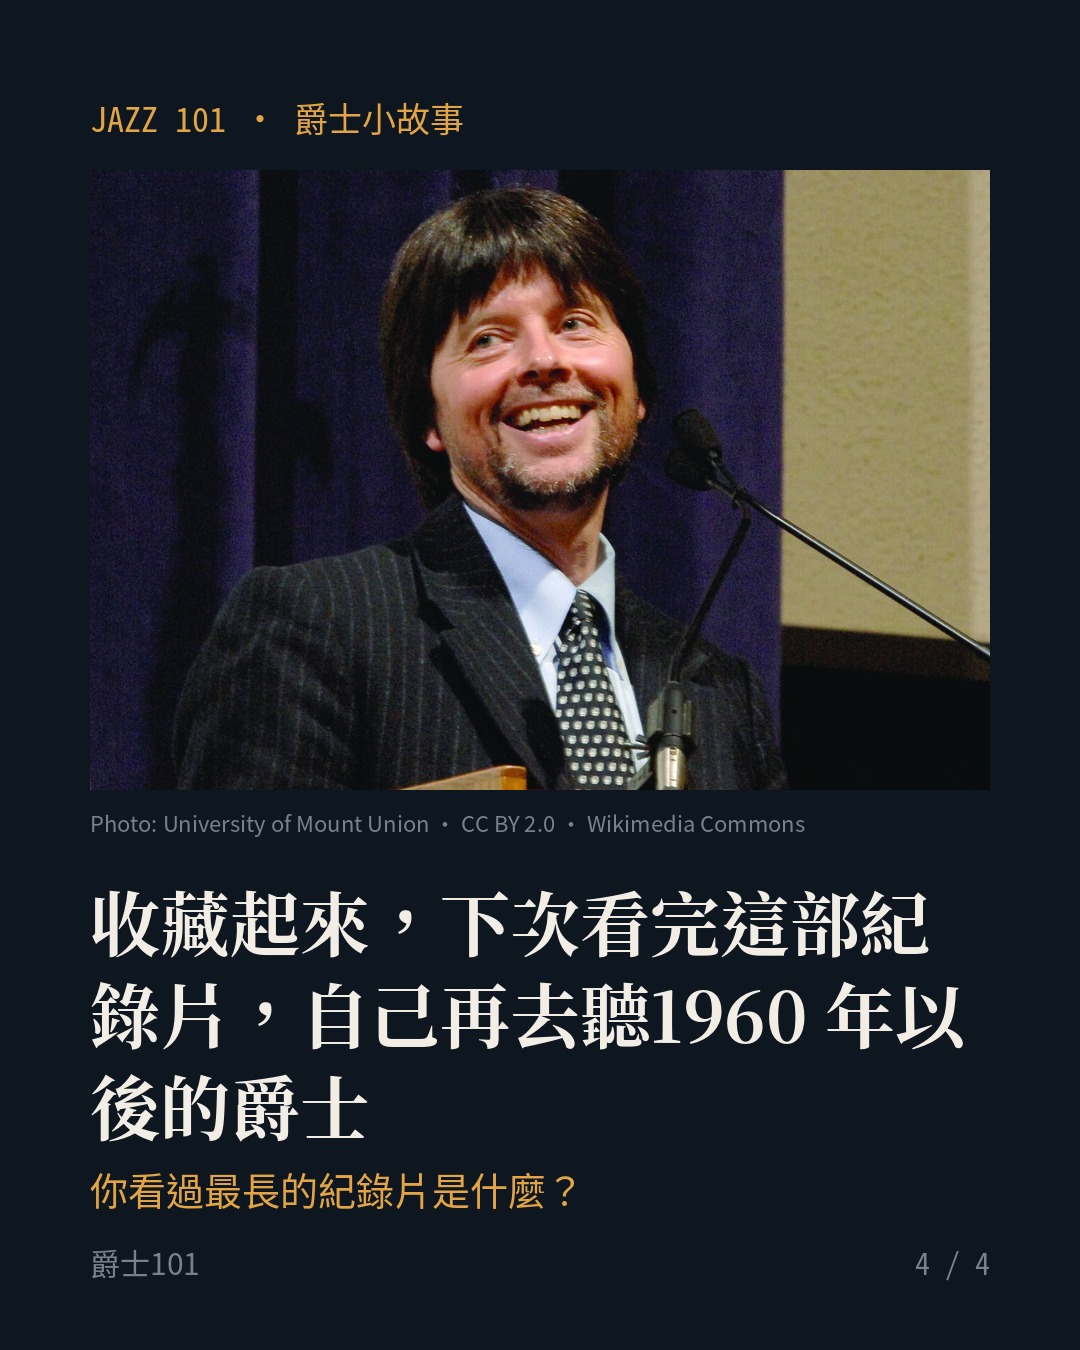 JAZZ 101 · 爵士小故事
Photo: University of Mount Union · CC BY 2.0 · Wikimedia Commons
收藏起來，下次看完這部紀
錄片，自己再去聽1960 年以
後的爵士
你看過最長的紀錄片是什麼？
爵士101
4 / 4